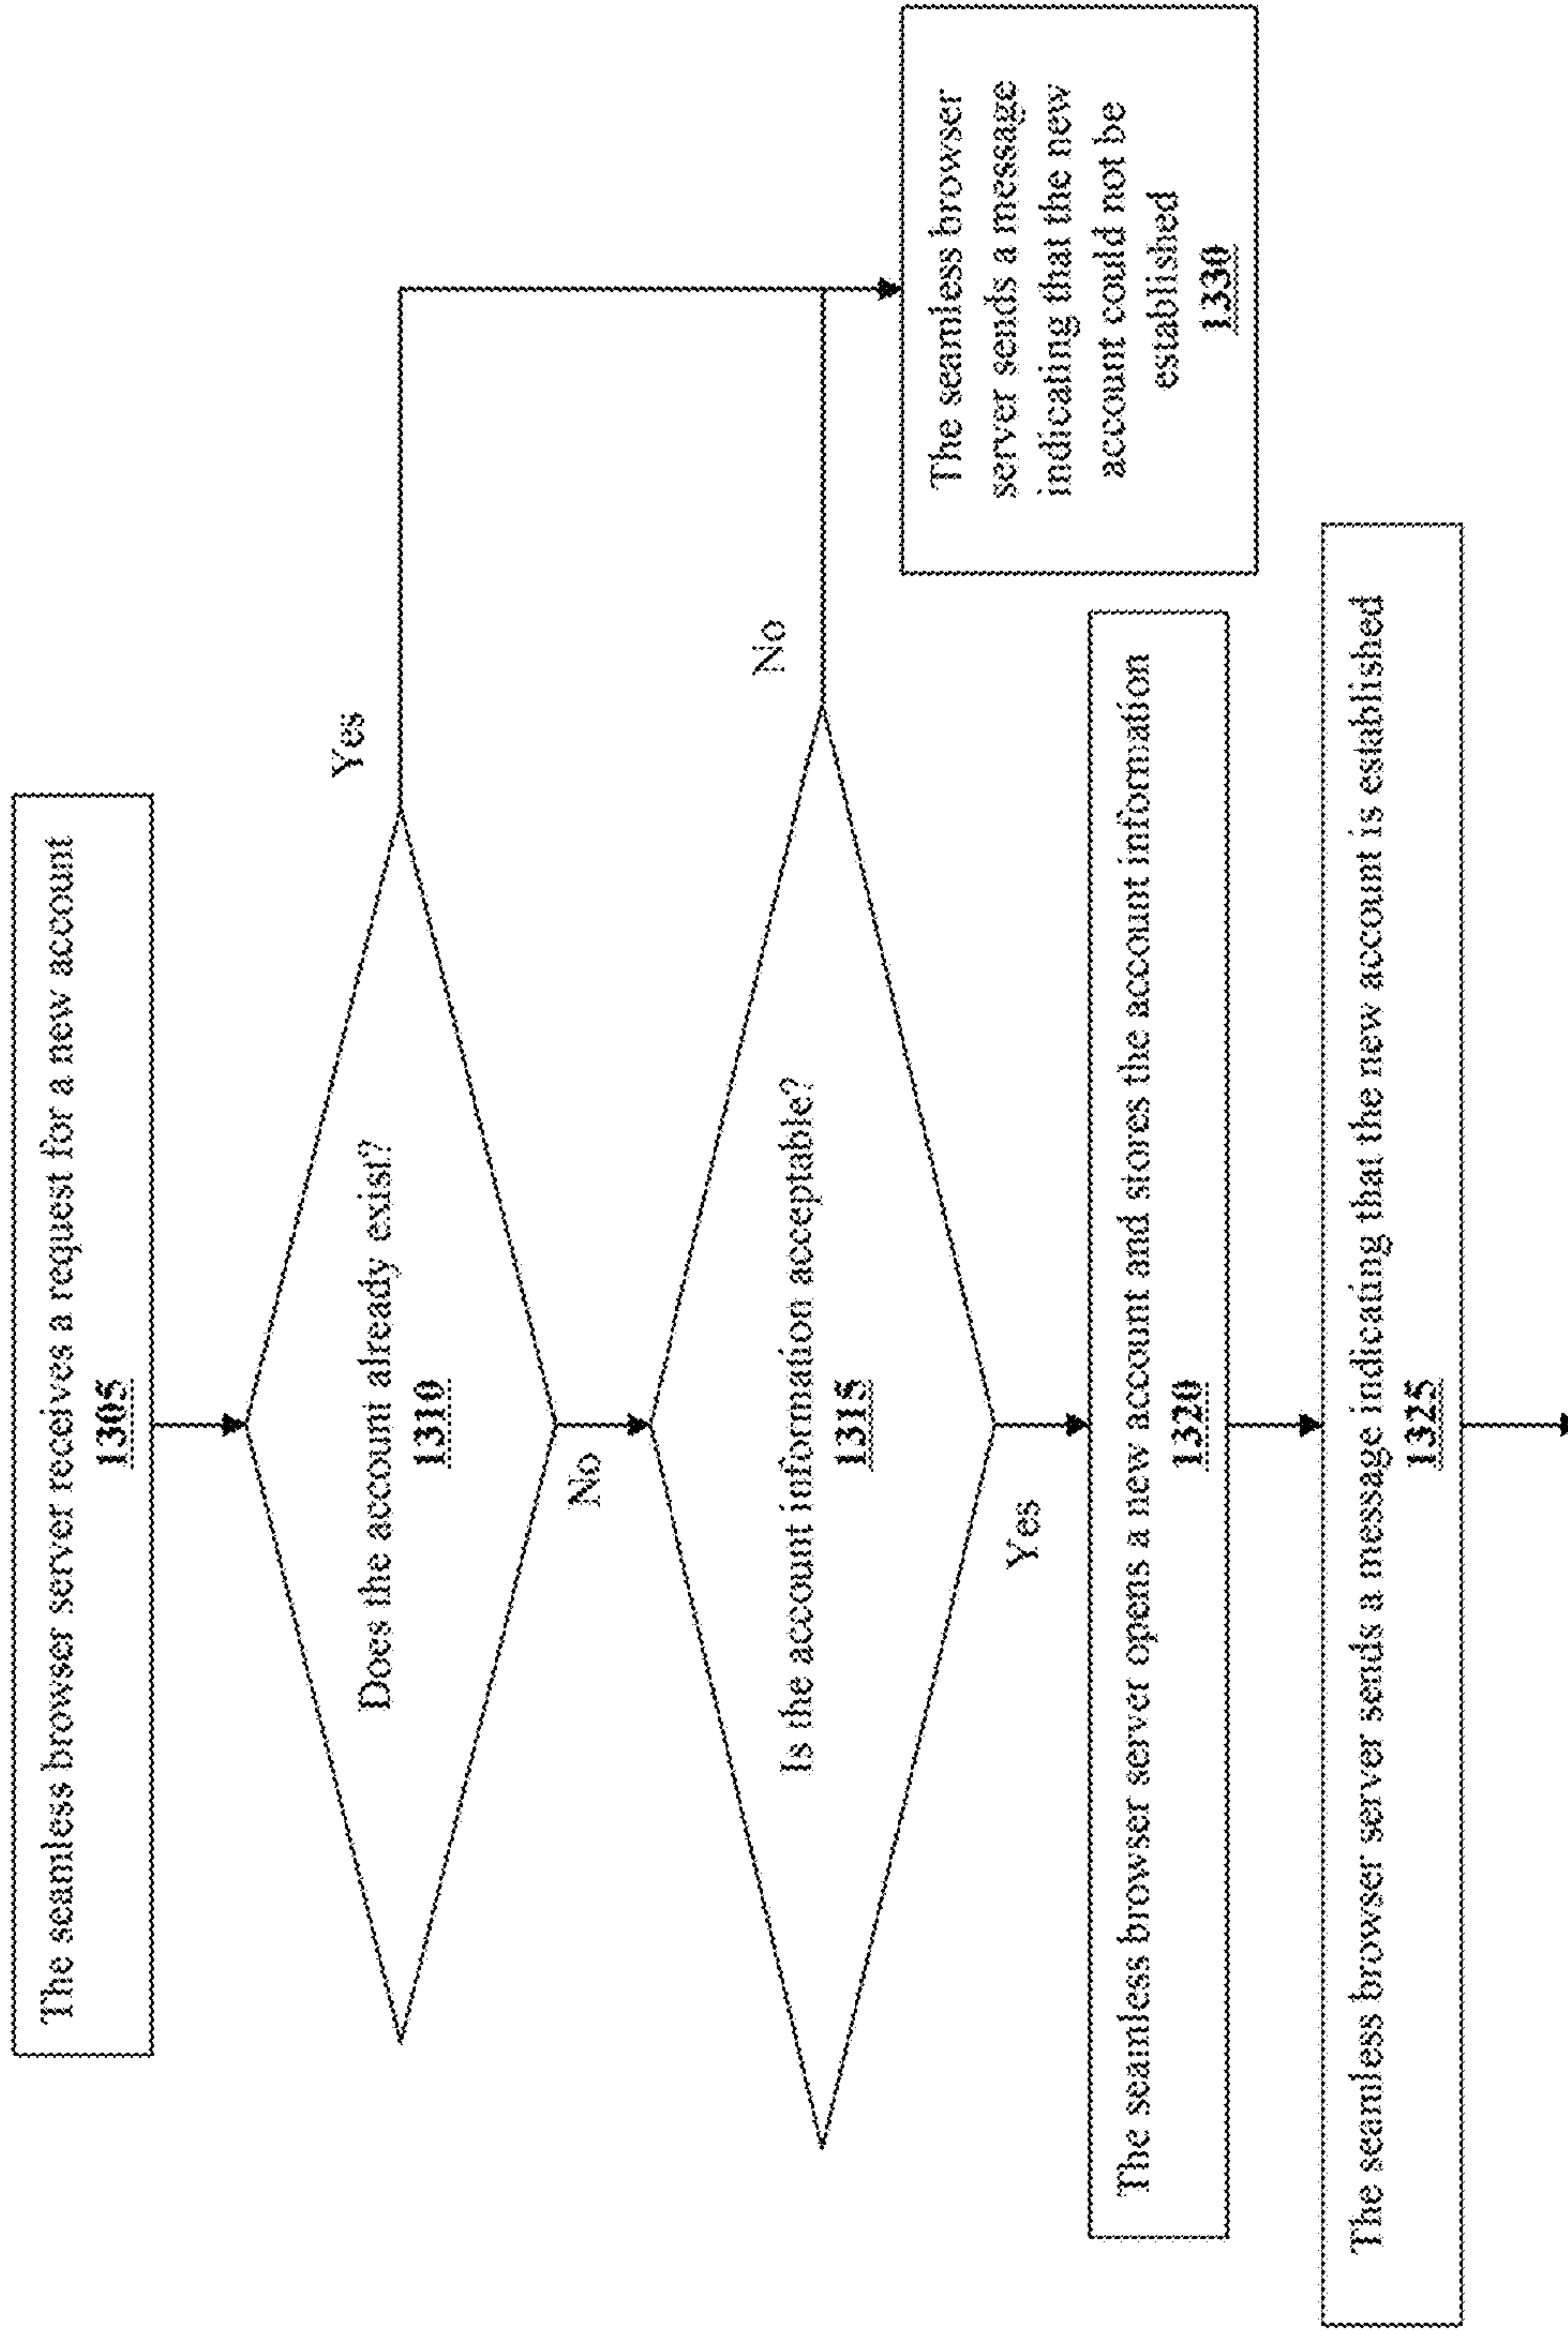 The seamless browser server receives a request for a new account
1305
Does the account already exist?
1310
Yes
No
Is the account information acceptable?
1315
No
Yes
The seamless browser server opens a new account and stores the account information
1320
The seamless browser server sends a message indicating that the new account is established
1325
The seamless browser
server sends a message
indicating that the new
account could not be
established
1330